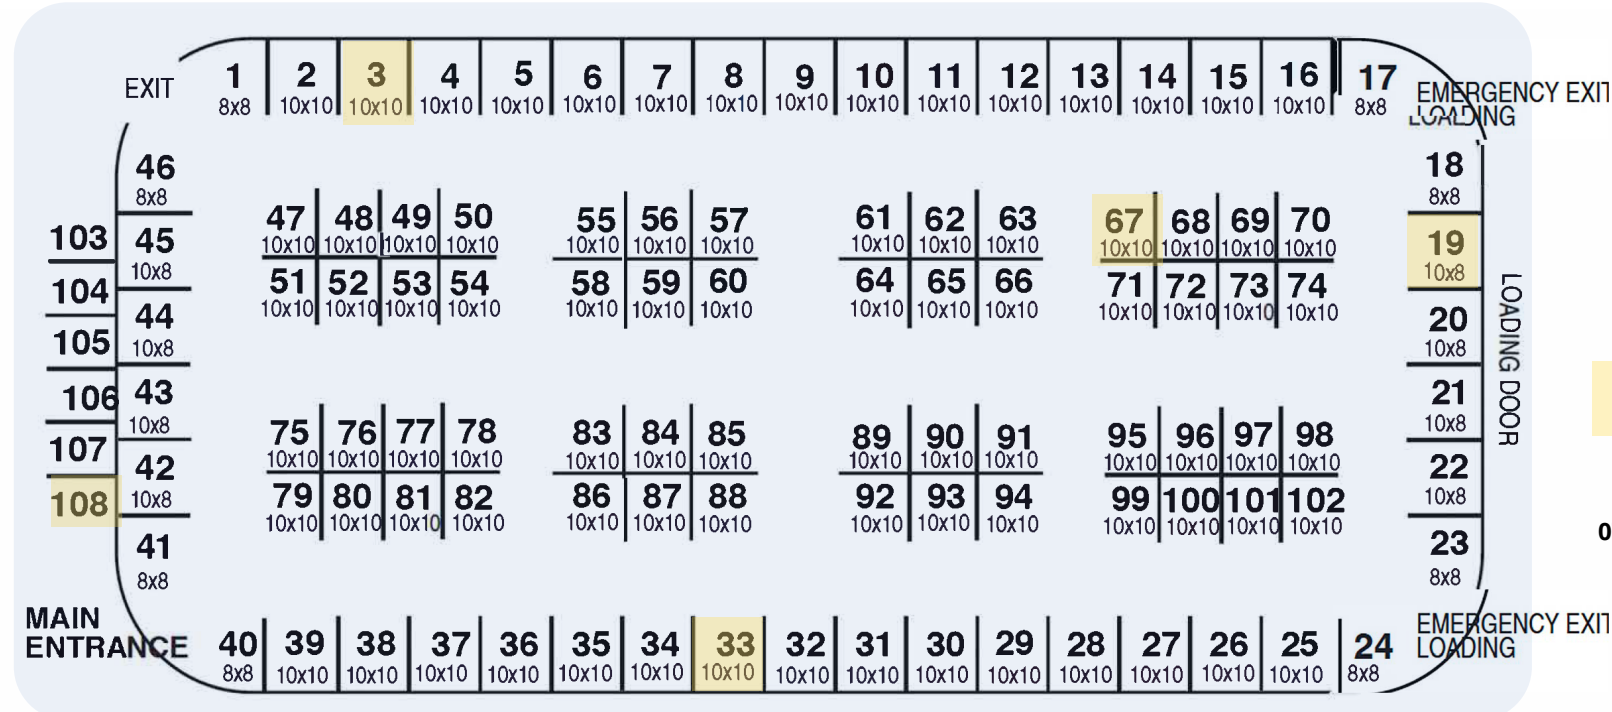 1 2 3 4 5 6 7 8 9 10 11 12 13 14 15 16 17
EXIT 8x8 10x10 10x10 10x10 10x10 10x10 10x10 10x10 10x10 10x10 10x10 10x10 10x10 10x10 10x10 10x10 8x8 EMERGENCY EXIT
LOADING
46 18
8x8 8x8
47 48 49 50 55 56 57 61 62 63 67 68 69 70
103 45 10x10 10x10 10x10 10x10 10x10 10x10 10x10 10x10 10x10 10x10 10x10 10x10 10x10 10x10 19
10x8 10x8
104 51 52 53 54 58 59 60 64 65 66 71 72 73 74
10x10 10x10 10x10 10x10 10x10 10x10 10x10 10x10 10x10 10x10 10x10 10x10 10x10 10x10
44 20
105 10x8 10x8
LOADING DOOR
106 43 21
10x8 10x8
75 76 77 78 83 84 85 89 90 91 95 96 97 98
107 10x10 10x10 10x10 10x10 10x10 10x10 10x10 10x10 10x10 10x10 10x10 10x10 10x10 10x10
42 22
108 10x8 10x8
79 80 81 82 86 87 88 92 93 94 99 100 101 102
10x10 10x10 10x10 10x10 10x10 10x10 10x10 10x10 10x10 10x10 10x10 10x10 10x10 10x10
0
41 23
8x8 8x8
MAIN
ENTRANCE
40 39 38 37 36 35 34 33 32 31 30 29 28 27 26 25 24
8x8 10x10 10x10 10x10 10x10 10x10 10x10 10x10 10x10 10x10 10x10 10x10 10x10 10x10 10x10 10x10 8x8
EMERGENCY EXIT
LOADING